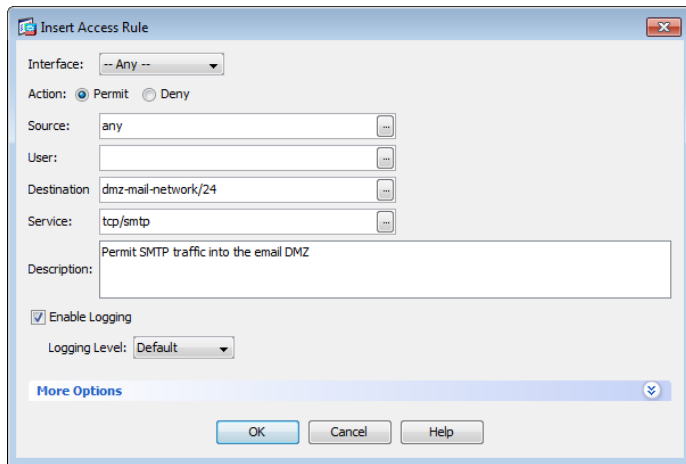 Insert Access Rule
Interface: -- Any --
Action: Permit Deny
Source: any ...
User: ...
Destination dmz-mail-network/24 ...
Service: tcp/smtp ...
Description: Permit SMTP traffic into the email DMZ
Enable Logging
Logging Level: Default
More Options
OK Cancel Help